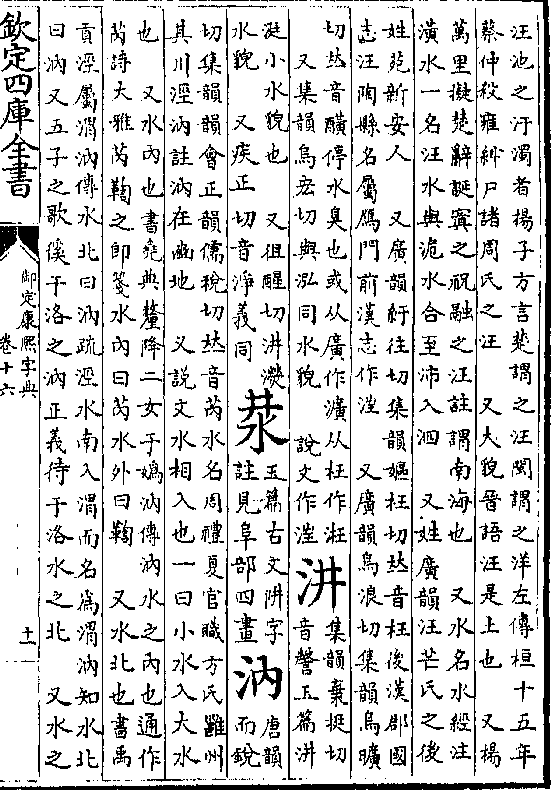 汪池之汙濁者楊子方言楚謂之汪閩謂之洋左傳桓十五年
蔡仲殺雍糾尸諸周氏之汪 又大貌晉語汪是土也 又楊
萬里擬楚辭誕寘之祝融之汪註謂南海也 又水名水經注
潢水一名汪水與泡水合至沛入泗 又姓廣韻汪芒氏之後
姓苑新安人 又廣韻紆往切集韻嫗枉切𠀤音枉後漢郡國
志汪陶縣名屬鴈門前漢志作涅 又廣韻烏浪切集韻烏曠
切𠀤音醠停水臭也或从廣作瀇从枉作
又集韻烏宏切與泓同水貌 說文作
汫
集韻棄挺切
音謦玉篇汫
涏小水貌也 又徂醒切汫濙
水貌 又疾正切音淨義同
玉篇古文阱字
註見阜部四畫
汭
唐韻
而銳
切集韻韻會正韻儒稅切𠀤音芮水名周禮夏官職方氏雝州
其川涇汭註汭在豳地 又說文水相入也一曰小水入大水
也 又水內也書堯典釐降二女于嬀汭傳汭水之內也通作
芮詩大雅芮鞫之即箋水內曰芮水外曰鞫 又水北也書禹
貢涇屬渭汭傳水北曰汭疏涇水南入渭而名爲渭汭知水北
曰汭又五子之歌徯于洛之汭正義待于洛水之北 又水之
欽定四庫全書
御定康熙字典
卷十六
十一